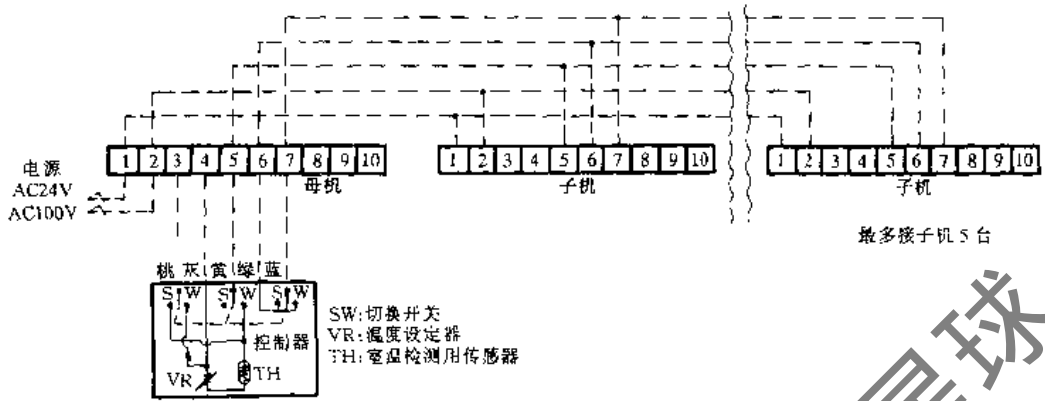 1 2 3 4 5 6 7 8 9 10
1 2 3 4 5 6 7 8 9 10
1 2 3 4 5 6 7 8 9 10
电源
AC24V
AC100V
母机
子机
子机
最多接子机 5 台
桃 灰 黄 绿 蓝
S W S W S W
控制器
VR TH
SW:切换开关
VR:温度设定器
TH:室温检测用传感器
星球